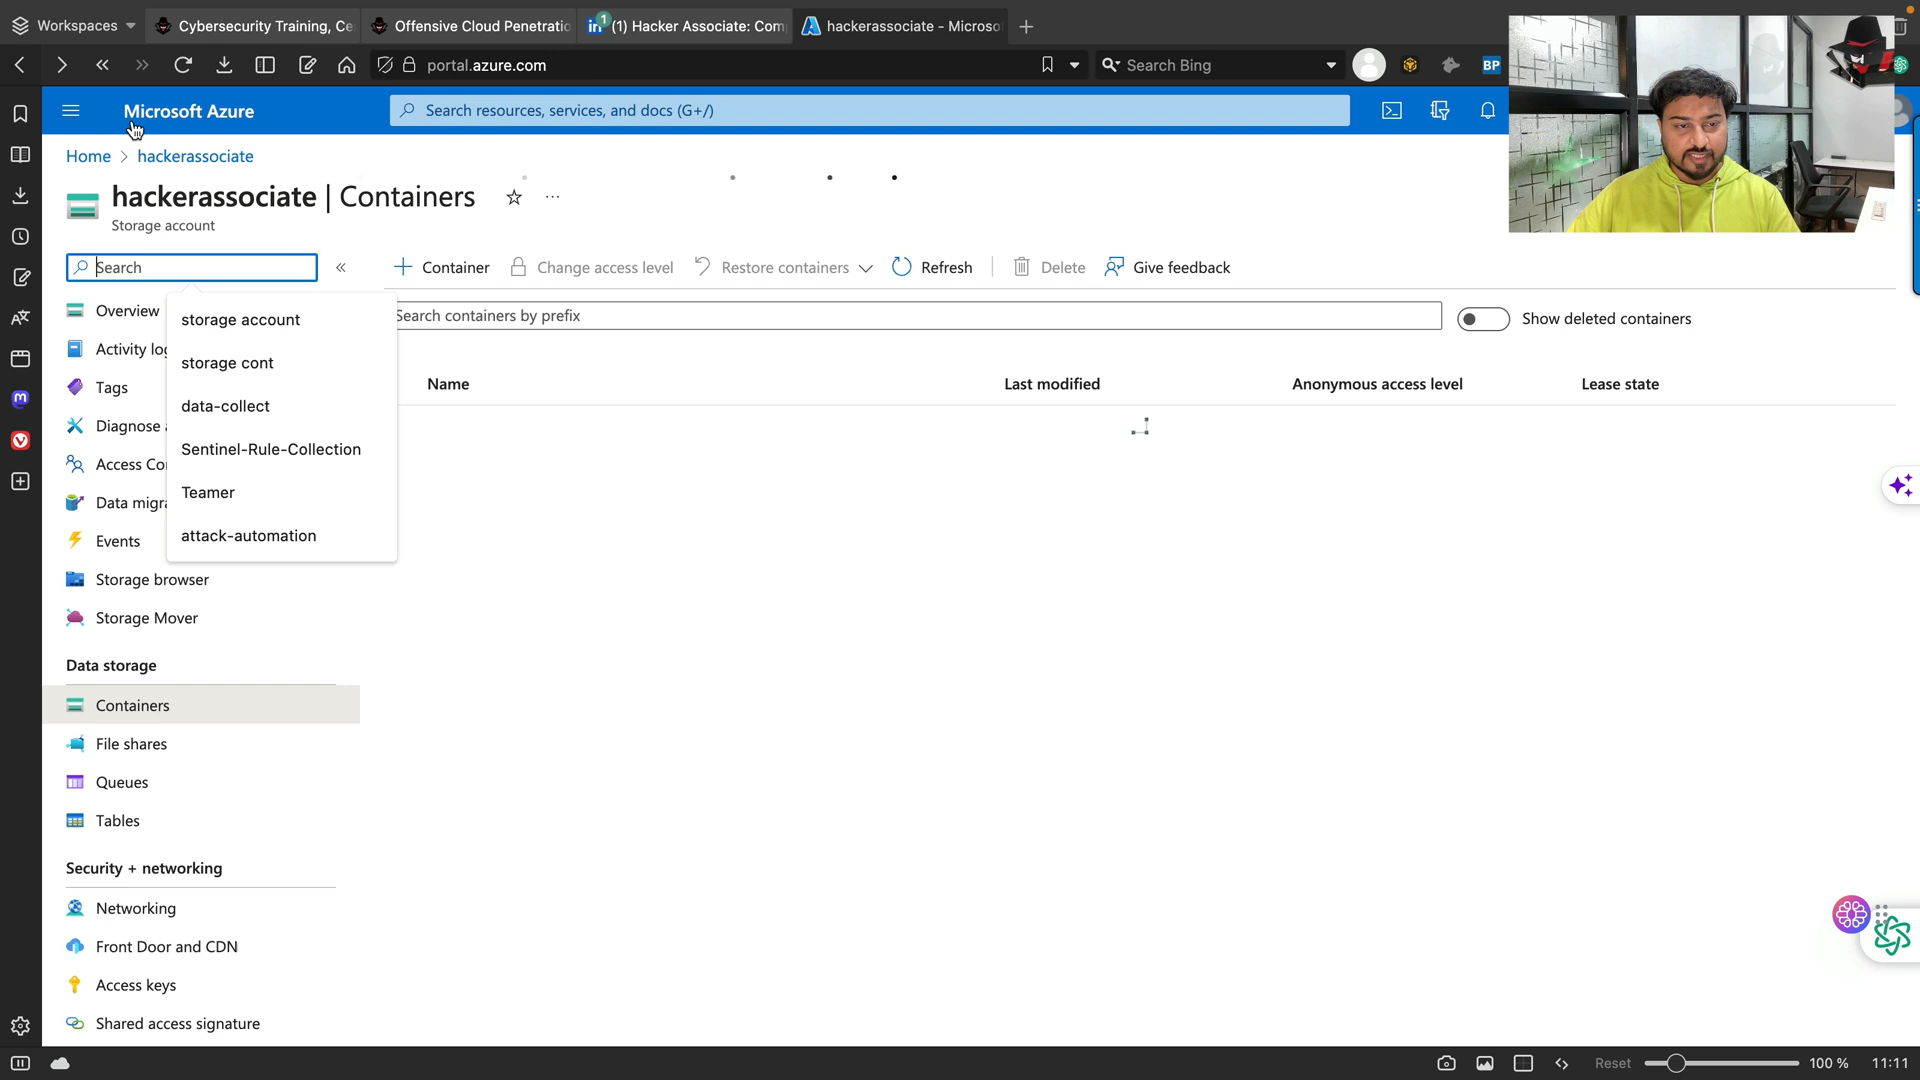 Workspaces
Cybersecurity Training, Ce
Offensive Cloud Penetratio
1
in (1) Hacker Associate: Com
hackerassociate - Microso
portal.azure.com
Search Bing
BP
Microsoft Azure
Search resources, services, and docs (G+/)
Home > hackerassociate
hackerassociate | Containers
Storage account
Search
Container
Change access level
Restore containers
Refresh
Delete
Give feedback
Overview
Activity log
Tags
Diagnose a
Access Con
Data migra
Events
Storage browser
Storage Mover
storage account
storage cont
data-collect
Sentinel-Rule-Collection
Teamer
attack-automation
Search containers by prefix
Show deleted containers
Name
Last modified
Anonymous access level
Lease state
Data storage
Containers
File shares
Queues
Tables
Security + networking
Networking
Front Door and CDN
Access keys
Shared access signature
Reset
100 %
11:11